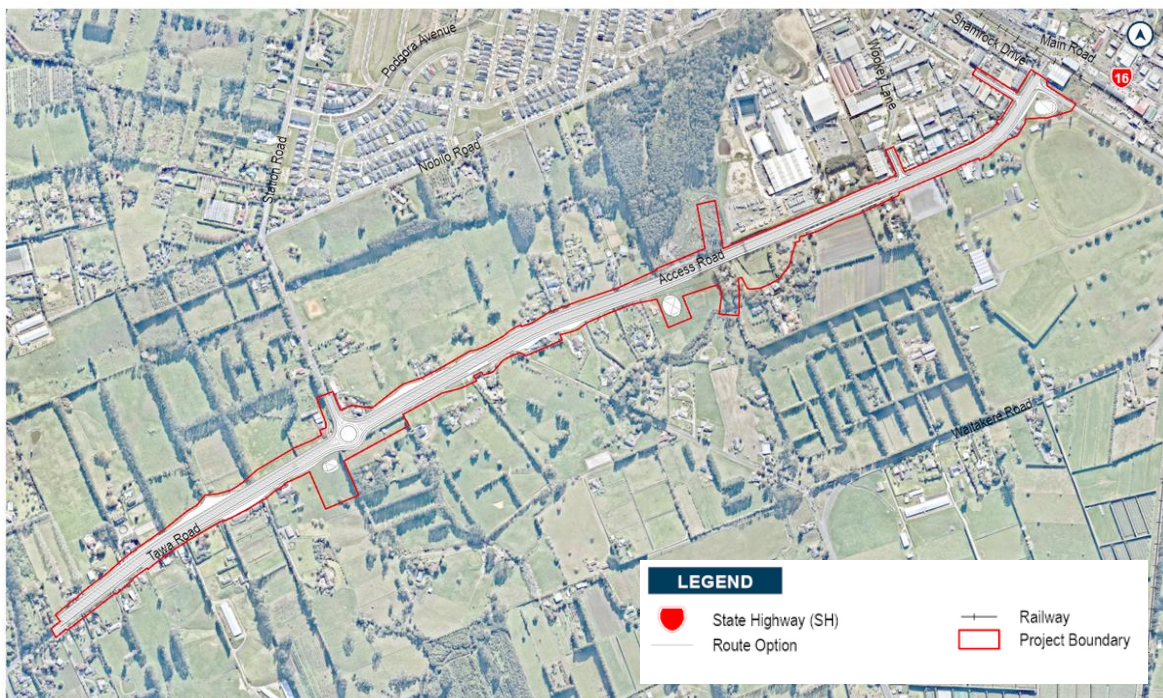 Podgora Avenue
Shamrock Drive
Main Road
16
Wookey Lane
Station Road
Nobilo Road
Access Road
Waitakere Road
Tawa Road
LEGEND
State Highway (SH)
Railway
Route Option
Project Boundary